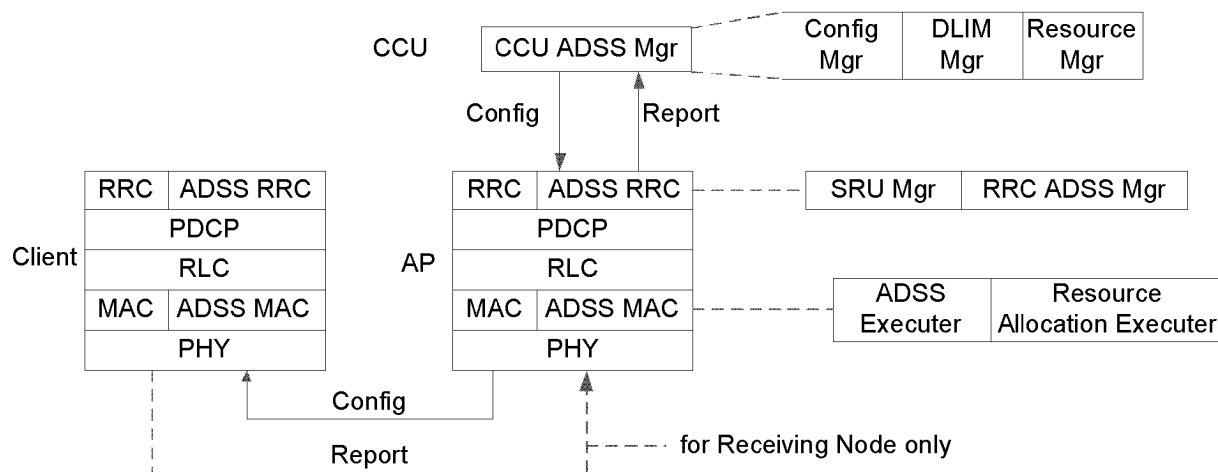 CCU
CCU ADSS Mgr
Config Mgr
DLIM Mgr
Resource Mgr
Config
Report
RRC
ADSS RRC
PDCP
Client
RLC
MAC
ADSS MAC
PHY
RRC
ADSS RRC
PDCP
AP
RLC
MAC
ADSS MAC
PHY
SRU Mgr
RRC ADSS Mgr
ADSS
Executer
Resource
Allocation Executer
Config
Report
for Receiving Node only